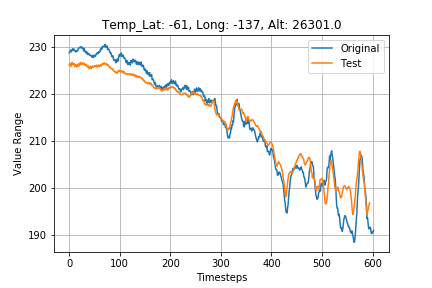 Temp_Lat: -61, Long: -137, Alt: 26301.0
Original
Test
Value Range
230
220
210
200
190
0 100 200 300 400 500 600
Timesteps